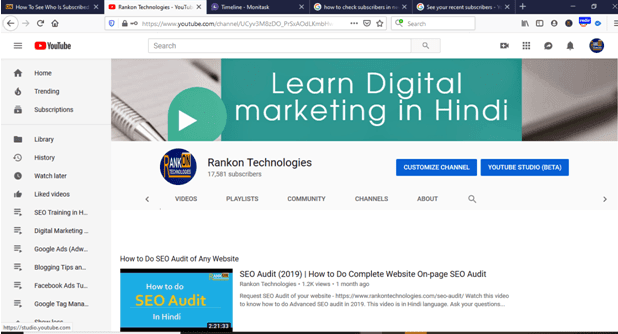 How To See Who Is Subscribed
Rankon Technologies - YouTu
Timeline - Monitask
how to check subscribers in m
See your recent subscribers - Y
https://www.youtube.com/channel/
Search
YouTube
Search
Home
Trending
Subscriptions
Library
History
Watch later
Liked videos
SEO Training in H...
Digital Marketing ...
Google Ads (Adw...
Blogging Tips an...
Facebook Ads Tu...
Google Tag Mana...
Show less
https://studio.youtube.com
Learn Digital
marketing in Hindi
RANKON
TECHNOLOGIES
Rankon Technologies
17,581 subscribers
CUSTOMIZE CHANNEL
YOUTUBE STUDIO (BETA)
VIDEOS
PLAYLISTS
COMMUNITY
CHANNELS
ABOUT
How to Do SEO Audit of Any Website
How to do
SEO Audit
In Hindi
2:21:33
SEO Audit (2019) | How to Do Complete Website On-page SEO Audit
Rankon Technologies • 1.2K views • 1 month ago
Request SEO Audit of your website - https://www.rankontechnologies.com/seo-audit/ Watch this video
to know how to do Advanced SEO audit in 2019. This video is in Hindi language. Ask your questions...